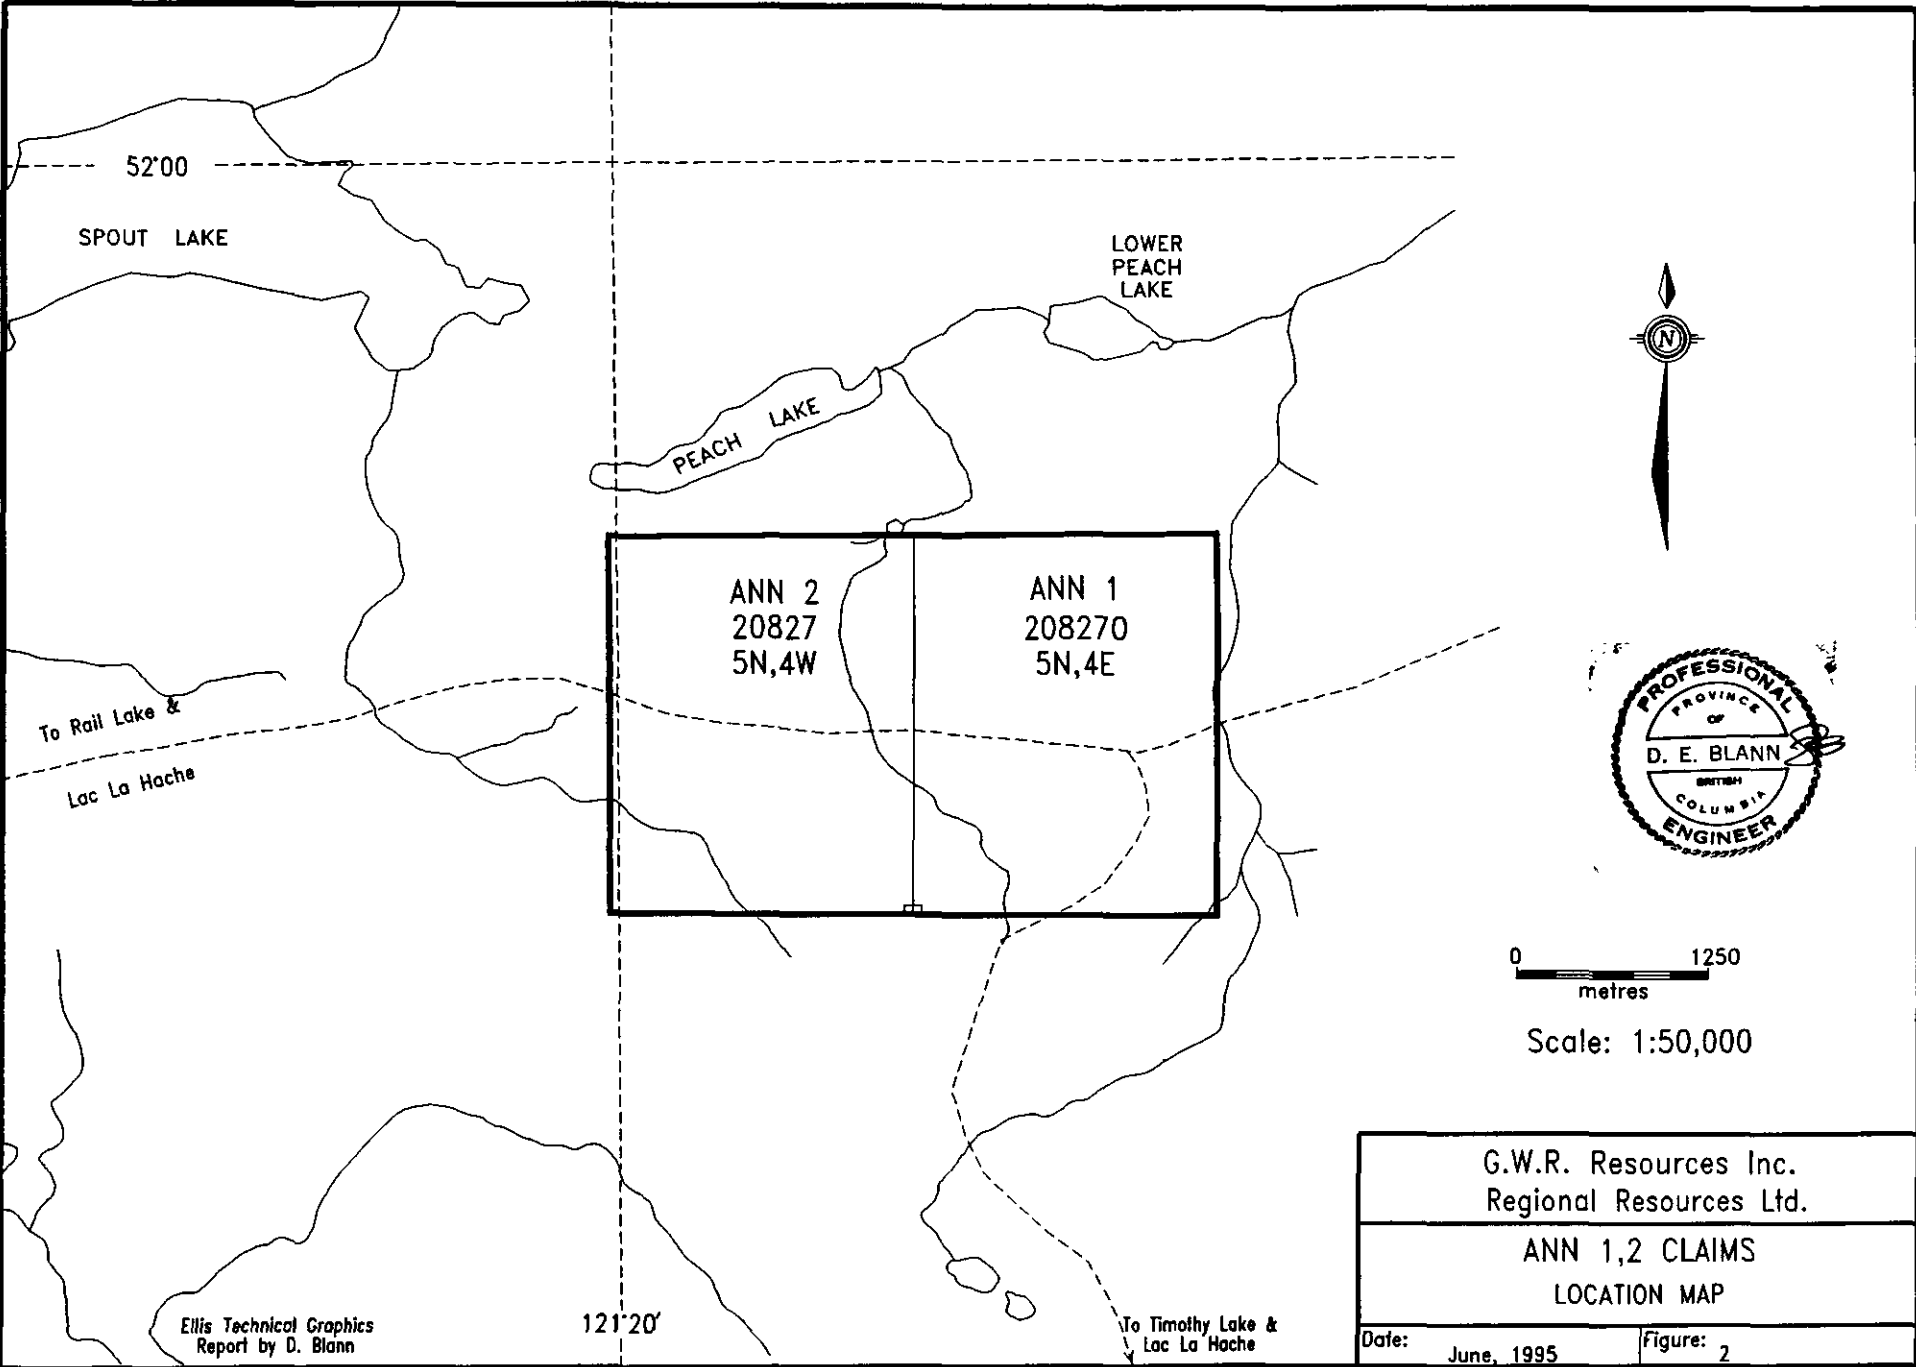 52°00
SPOUT LAKE
LOWER
PEACH
LAKE
N
PEACH LAKE
ANN 2
20827
5N,4W
ANN 1
208270
5N,4E
To Rail Lake &
Lac La Hache
PROFESSIONAL
PROVINCE
OF
D. E. BLANN
BRITISH
COLUMBIA
ENGINEER
0 1250
metres
Scale: 1:50,000
G.W.R. Resources Inc.
Regional Resources Ltd.
ANN 1,2 CLAIMS
LOCATION MAP
Date: June, 1995
Figure: 2
Ellis Technical Graphics
Report by D. Blann
121°20'
To Timothy Lake &
Lac La Hache